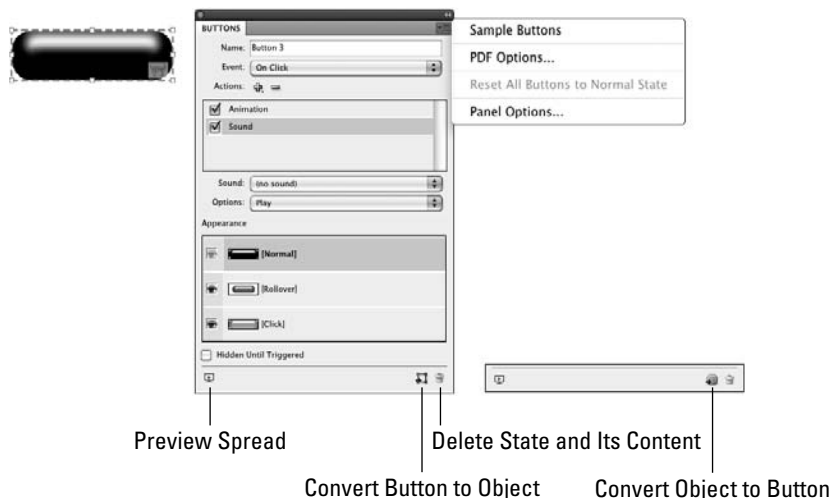 BUTTONS
Name: Button 3
Event: On Click
Actions:
Animation
Sound
Sound: (no sound)
Options: Play
Appearance
[Normal]
[Rollover]
[Click]
Hidden Until Triggered
Sample Buttons
PDF Options...
Reset All Buttons to Normal State
Panel Options...
Preview Spread
Delete State and Its Content
Convert Button to Object
Convert Object to Button